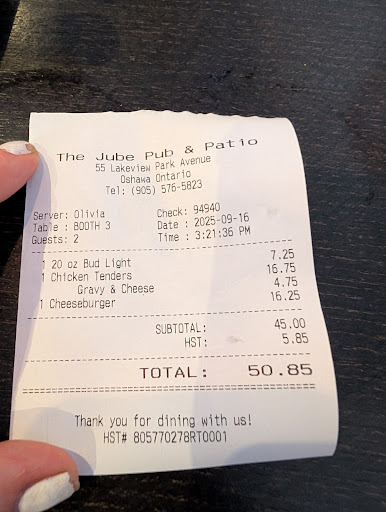 The Jube Pub & Patio
55 Lakeview Park Avenue
Oshawa Ontario
Tel: (905) 576-5823
Server: Olivia Check: 94940
Table : BOOTH 3 Date : 2025-09-16
Guests: 2 Time : 3:21:36 PM
1 20 oz Bud Light 7.25
1 Chicken Tenders 16.75
Gravy & Cheese 4.75
1 Cheeseburger 16.25
SUBTOTAL: 45.00
HST: 5.85
TOTAL: 50.85
Thank you for dining with us!
HST# 805770278RT0001